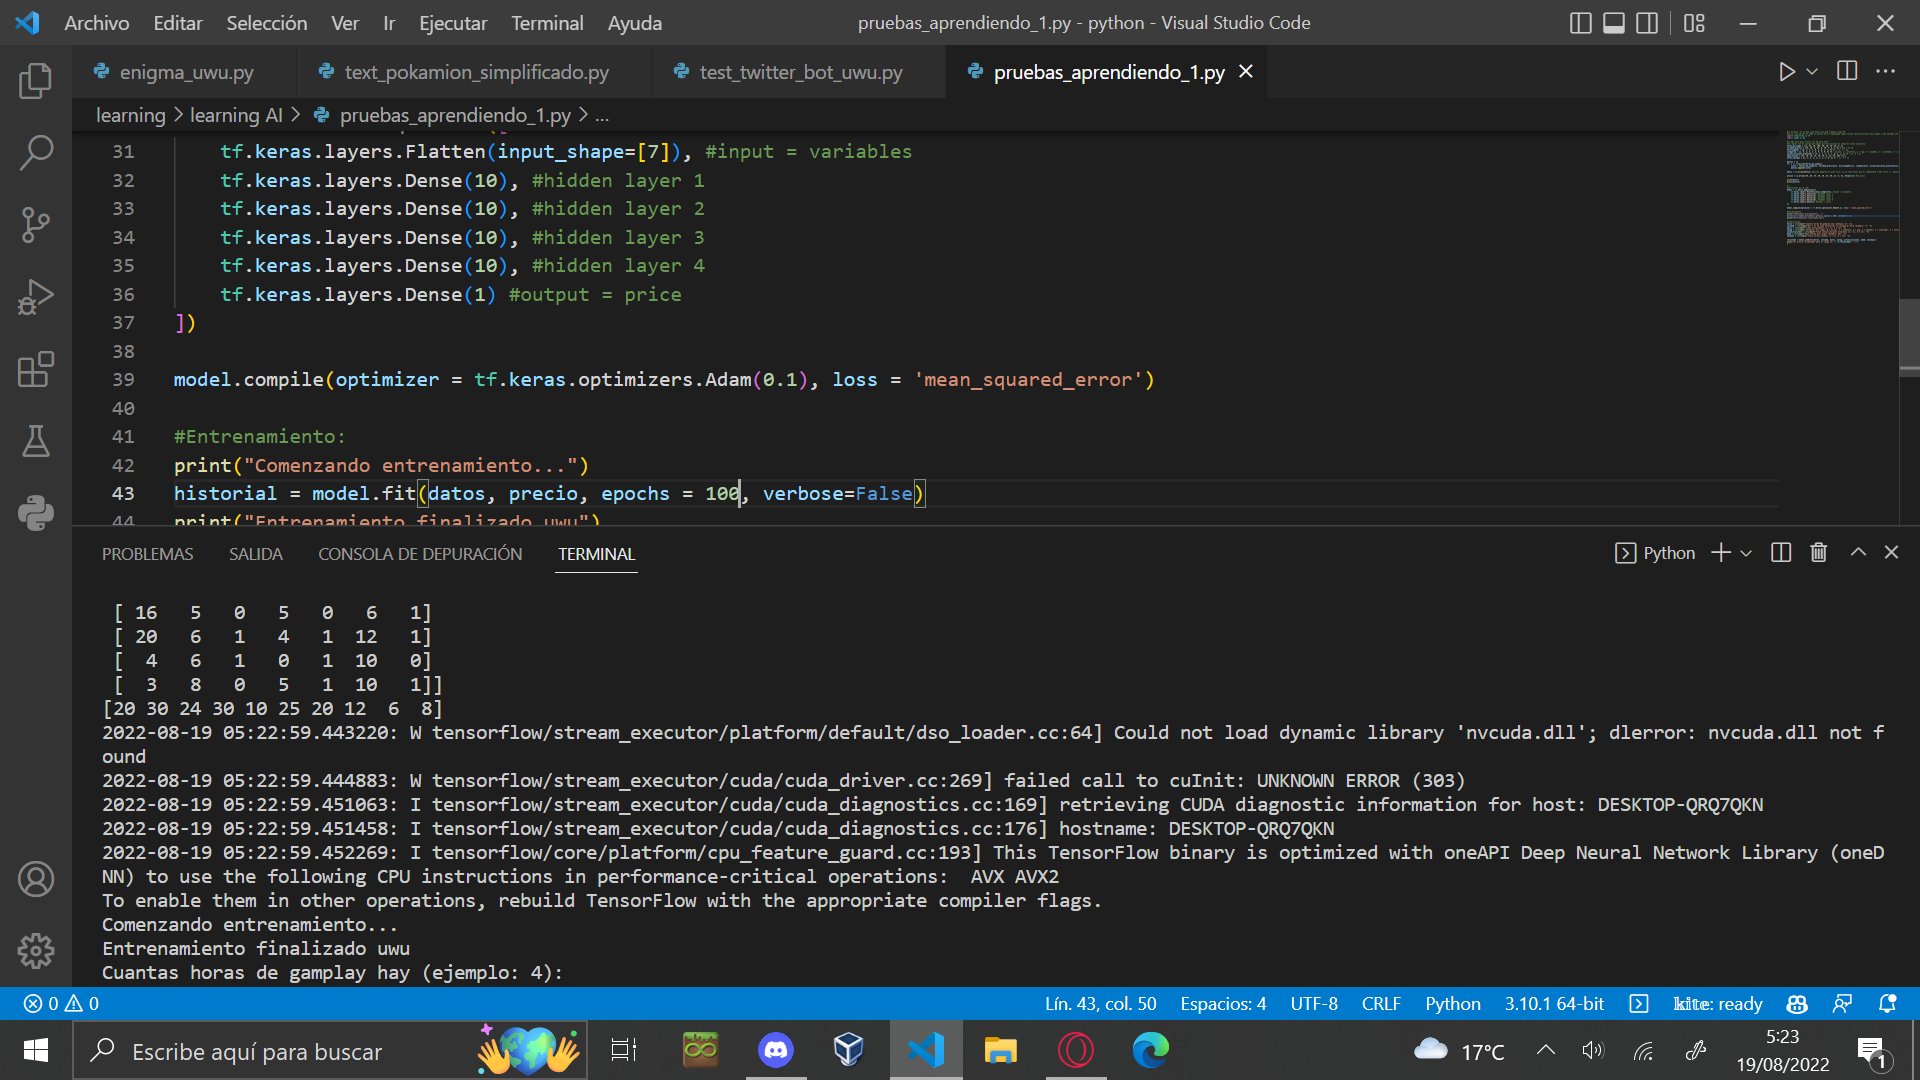 Archivo Editar Selección Ver Ir Ejecutar Terminal Ayuda
pruebas_aprendiendo_1.py - python - Visual Studio Code
enigma_uwu.py text_pokamion_simplificado.py test_twitter_bot_uwu.py pruebas_aprendiendo_1.py
learning > learning AI > pruebas_aprendiendo_1.py > ...
31 tf.keras.layers.Flatten(input_shape=[7]), #input = variables
32 tf.keras.layers.Dense(10), #hidden layer 1
33 tf.keras.layers.Dense(10), #hidden layer 2
34 tf.keras.layers.Dense(10), #hidden layer 3
35 tf.keras.layers.Dense(10), #hidden layer 4
36 tf.keras.layers.Dense(1) #output = price
37 ])
38
39 model.compile(optimizer = tf.keras.optimizers.Adam(0.1), loss = 'mean_squared_error')
40
41 #Entrenamiento:
42 print("Comenzando entrenamiento...")
43 historial = model.fit(datos, precio, epochs = 100, verbose=False)
44 print("Entrenamiento finalizado uwu")
PROBLEMAS SALIDA CONSOLA DE DEPURACIÓN TERMINAL
Python
[ 16 5 0 5 0 6 1]
[ 20 6 1 4 1 12 1]
[ 4 6 1 0 1 10 0]
[ 3 8 0 5 1 10 1]]
[20 30 24 30 10 25 20 12 6 8]
2022-08-19 05:22:59.443220: W tensorflow/stream_executor/platform/default/dso_loader.cc:64] Could not load dynamic library 'nvcuda.dll'; dlerror: nvcuda.dll not f
ound
2022-08-19 05:22:59.444883: W tensorflow/stream_executor/cuda/cuda_driver.cc:269] failed call to cuInit: UNKNOWN ERROR (303)
2022-08-19 05:22:59.451063: I tensorflow/stream_executor/cuda/cuda_diagnostics.cc:169] retrieving CUDA diagnostic information for host: DESKTOP-QRQ7QKN
2022-08-19 05:22:59.451458: I tensorflow/stream_executor/cuda/cuda_diagnostics.cc:176] hostname: DESKTOP-QRQ7QKN
2022-08-19 05:22:59.452269: I tensorflow/core/platform/cpu_feature_guard.cc:193] This TensorFlow binary is optimized with oneAPI Deep Neural Network Library (oneD
NN) to use the following CPU instructions in performance-critical operations:  AVX AVX2
To enable them in other operations, rebuild TensorFlow with the appropriate compiler flags.
Comenzando entrenamiento...
Entrenamiento finalizado uwu
Cuantas horas de gamplay hay (ejemplo: 4):
0 0 Lín. 43, col. 50 Espacios: 4 UTF-8 CRLF Python 3.10.1 64-bit kite: ready
Escribe aquí para buscar
17°C
5:23
19/08/2022
1